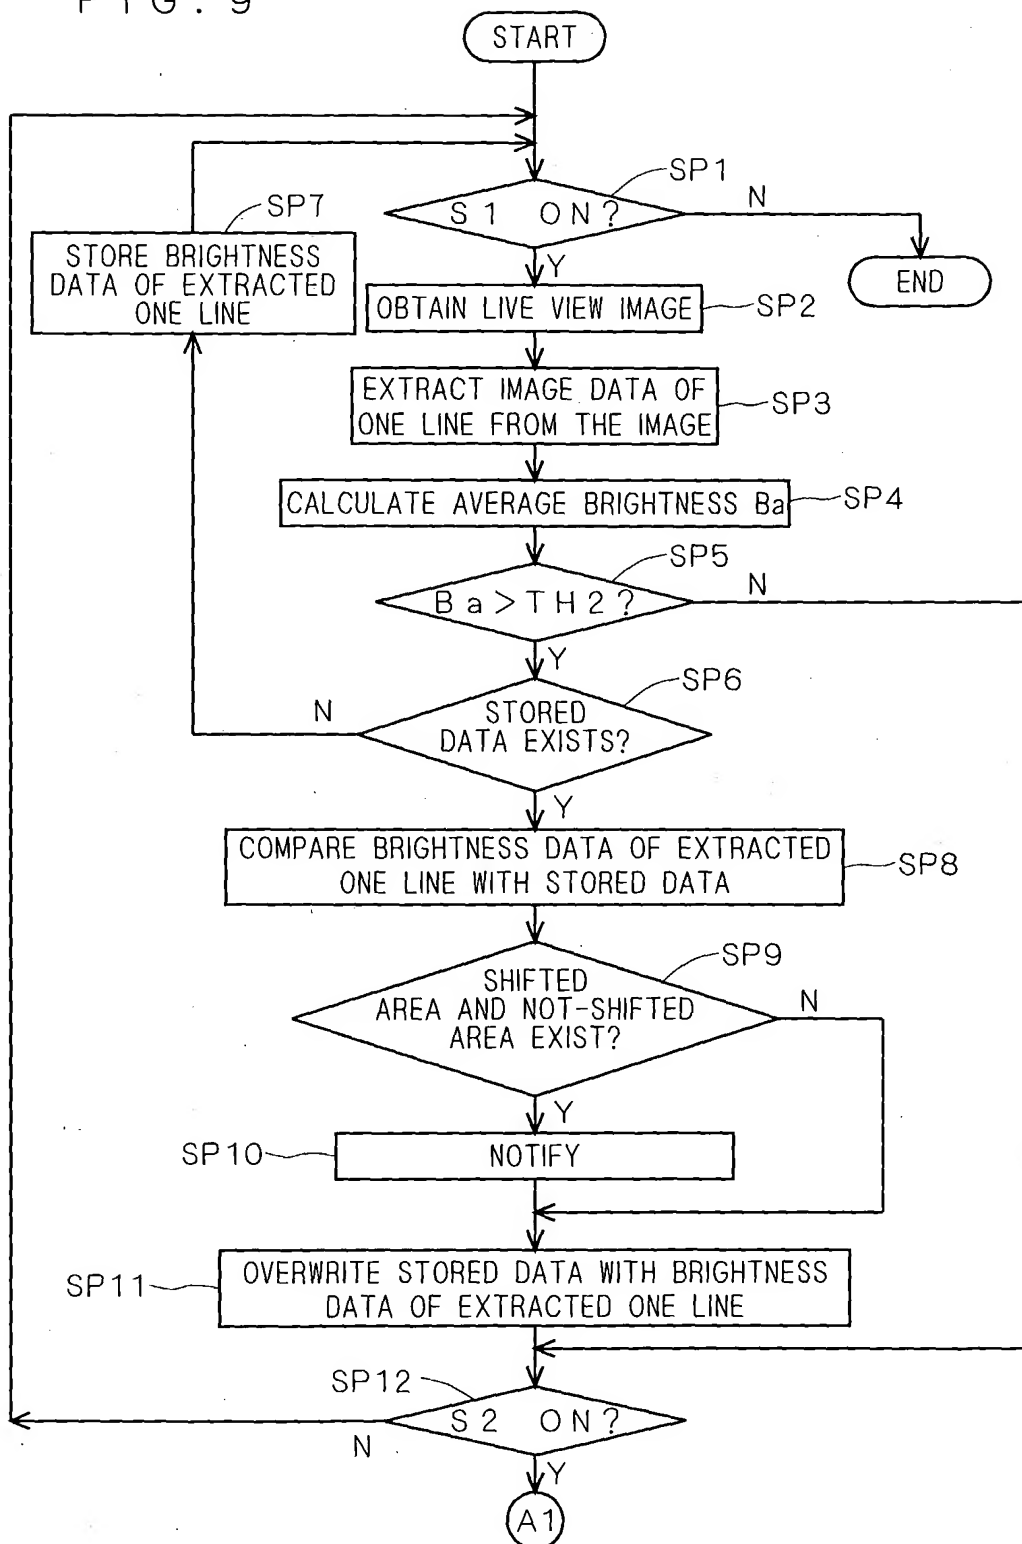 FIG. 9
START
SP1
S1 ON?
N
SP7
STORE BRIGHTNESS
DATA OF EXTRACTED
ONE LINE
END
Y
OBTAIN LIVE VIEW IMAGE
SP2
EXTRACT IMAGE DATA OF
ONE LINE FROM THE IMAGE
SP3
CALCULATE AVERAGE BRIGHTNESS Ba
SP4
SP5
Ba>TH2?
N
Y
SP6
N
STORED
DATA EXISTS?
Y
COMPARE BRIGHTNESS DATA OF EXTRACTED
ONE LINE WITH STORED DATA
SP8
SP9
SHIFTED
AREA AND NOT-SHIFTED
AREA EXIST?
N
Y
SP10
NOTIFY
SP11
OVERWRITE STORED DATA WITH BRIGHTNESS
DATA OF EXTRACTED ONE LINE
SP12
S2 ON?
N
Y
A1